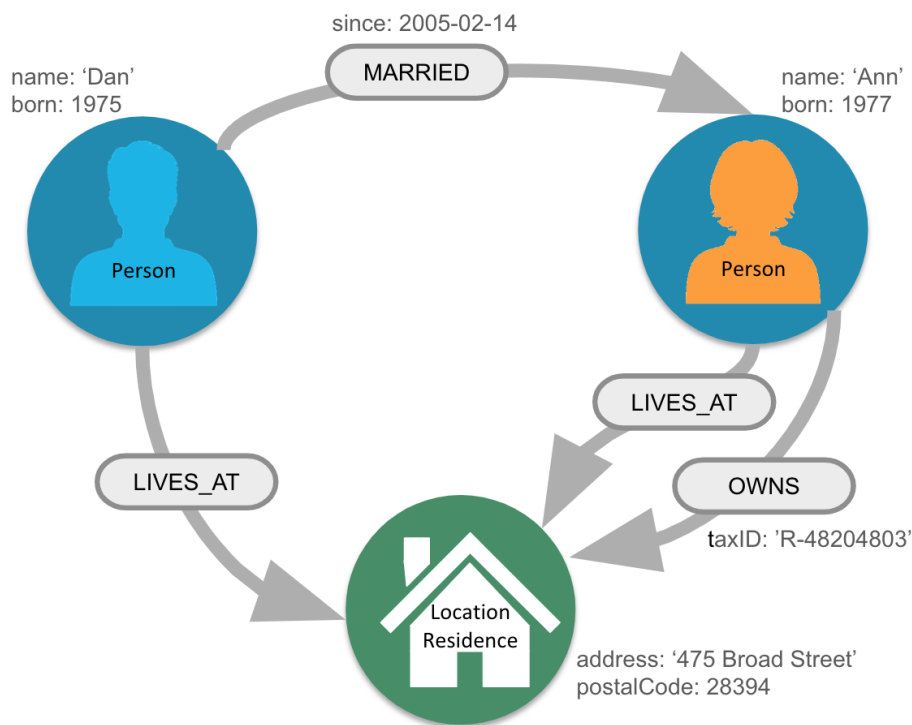 since: 2005-02-14
MARRIED
name: ‘Dan’
born: 1975
name: ‘Ann’
born: 1977
Person
Person
LIVES_AT
LIVES_AT
OWNS
taxID: ’R-48204803’
Location
Residence
address: ‘475 Broad Street’
postalCode: 28394